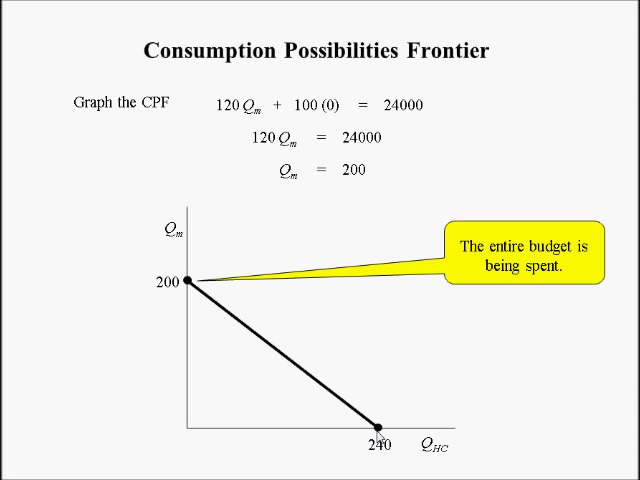 Consumption Possibilities Frontier
Graph the CPF 120 Qm + 100 (0) = 24000
120 Qm = 24000
Qm = 200
Qm
The entire budget is
being spent.
200
240 QHC